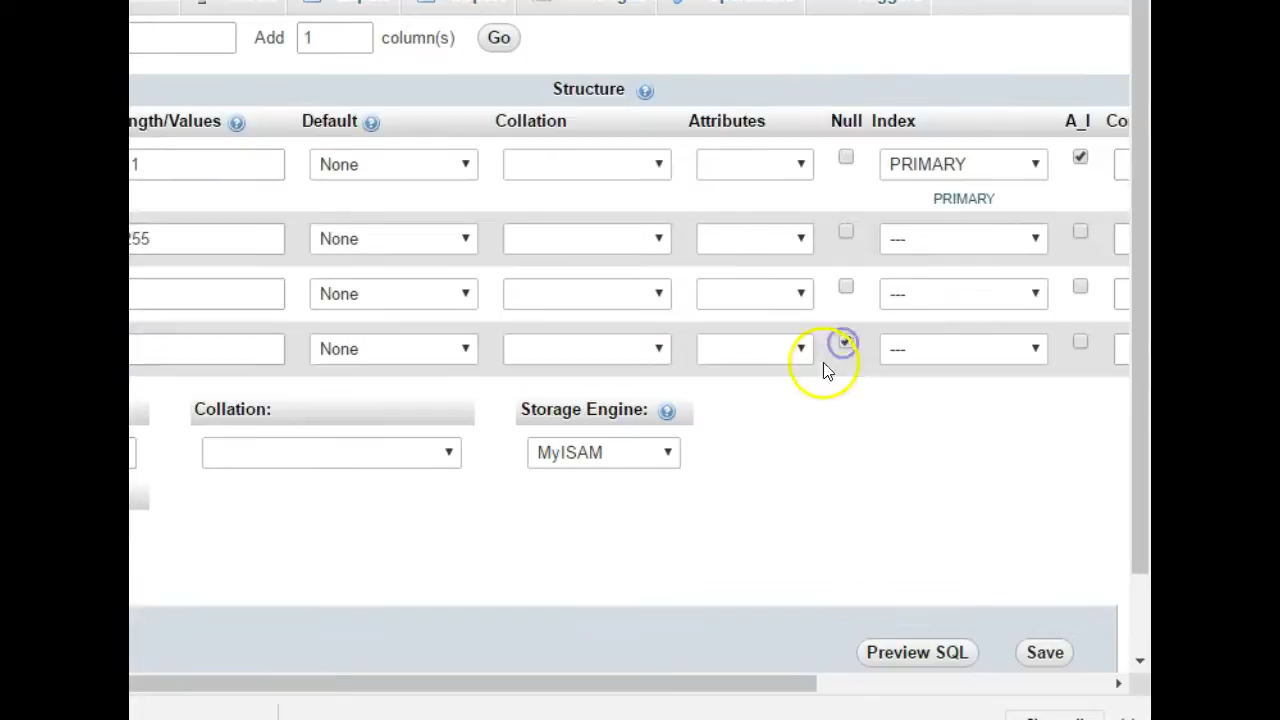 Add 1 column(s) Go
Structure
ngth/Values Default Collation Attributes Null Index A_I Co
1 None PRIMARY
PRIMARY
255 None ---
None ---
None ---
Collation: Storage Engine:
MyISAM
Preview SQL Save